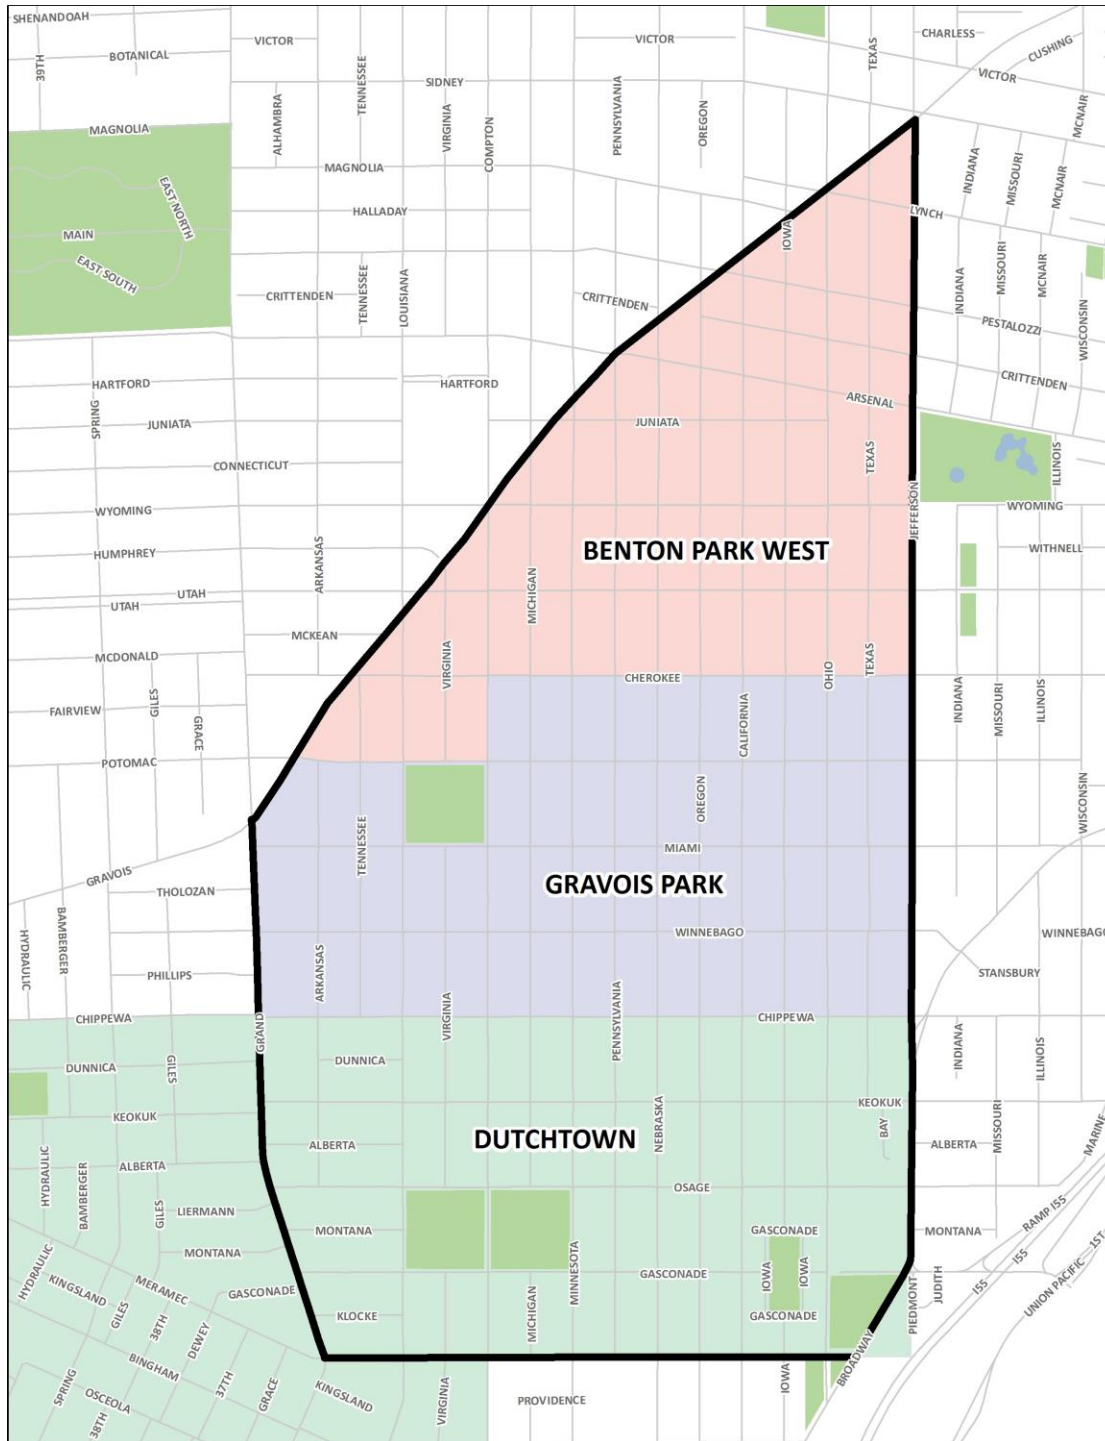 SHENANDOAH
CHARLESS
VICTOR
VICTOR
TEXAS
CUSHING
BOTANICAL
39TH
TENNESSEE
SIDNEY
VICTOR
PENNSYLVANIA
OREGON
ALHAMBRA
VIRGINIA
COMPTON
MCNAIR
MAGNOLIA
MAGNOLIA
INDIANA
MISSOURI
MCNAIR
EAST NORTH
HALLADAY
LYNCH
MAIN
IOWA
EAST SOUTH
TENNESSEE
LOUISIANA
CRITTENDEN
CRITTENDEN
INDIANA
MISSOURI
MCNAIR
WISCONSIN
PESTALOZZI
HARTFORD
HARTFORD
CRITTENDEN
ARSENAL
SPRING
JUNIATA
JUNIATA
CONNECTICUT
TEXAS
ILLINOIS
WYOMING
JEFFERSON
WYOMING
HUMPHREY
ARKANSAS
BENTON PARK WEST
WITHNELL
UTAH
UTAH
MICHIGAN
MCKEAN
MCDONALD
VIRGINIA
CHEROKEE
OHIO
TEXAS
GILES
FAIRVIEW
GRACE
CALIFORNIA
INDIANA
MISSOURI
ILLINOIS
POTOMAC
OREGON
WISCONSIN
TENNESSEE
MIAMI
GRAVOIS
GRAVOIS PARK
THOLOZAN
HYDRAULIC
BAMBERGER
WINNEBAGO
WINNEBAGO
PHILLIPS
ARKANSAS
STANSBURY
CHIPPEWA
GRAND
VIRGINIA
PENNSYLVANIA
CHIPPEWA
DUNNICA
GILES
DUNNICA
INDIANA
ILLINOIS
KEOKUK
KEOKUK
NEBRASKA
BAY
MISSOURI
MARINE
DUTCHTOWN
ALBERTA
ALBERTA
ALBERTA
HYDRAULIC
BAMBERGER
OSAGE
GILES
LIERMANN
RAMP I55
MONTANA
MONTANA
GASCONADE
MONTANA
1ST
HYDRAULIC
KINGSLAND
MERAMEC
GASCONADE
MINNESOTA
GASCONADE
IOWA
IOWA
I55
I55
UNION PACIFIC
JUDITH
PIEDMONT
GILES
38TH
DEWEY
KLOCKE
MICHIGAN
GASCONADE
BROADWAY
BINGHAM
SPRING
37TH
GRACE
KINGSLAND
OSCEOLA
38TH
VIRGINIA
PROVIDENCE
IOWA